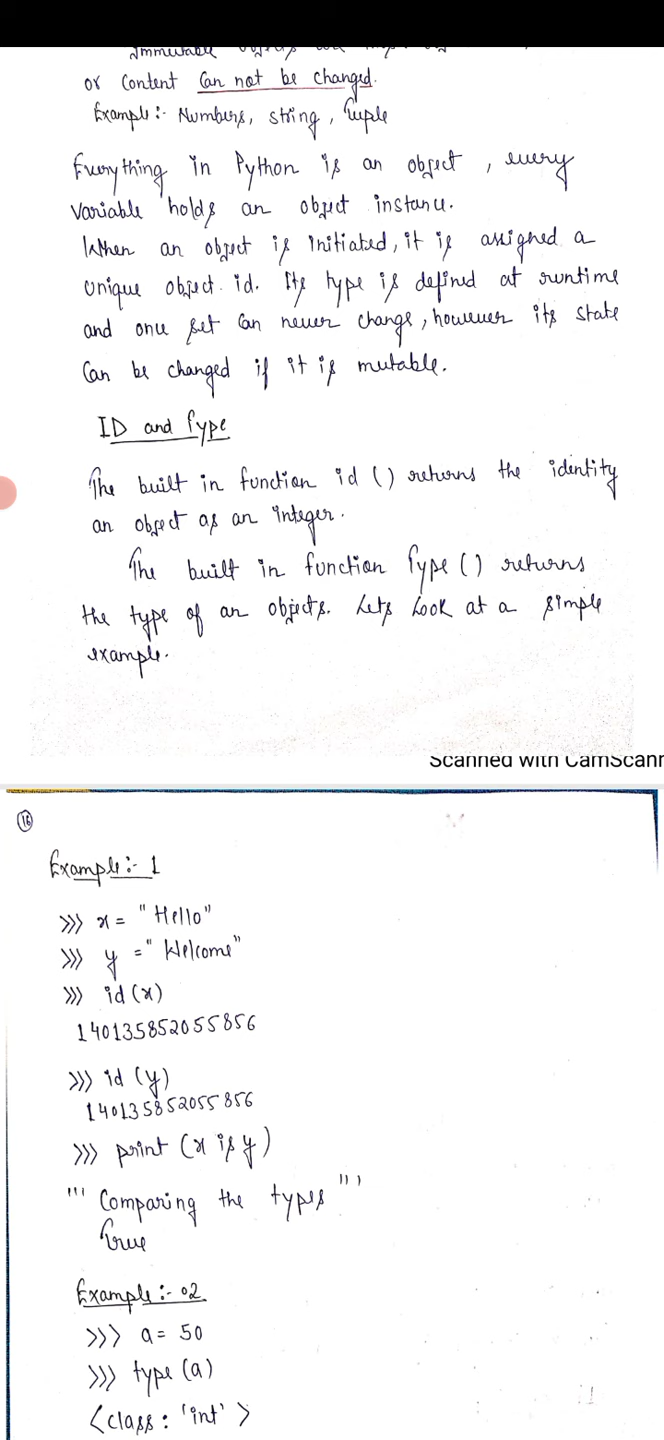 Immutable
or Content Can not be changed.
Example:- Numbers, string, Tuple
Everything in Python is an object, every
variable holds an object instance.
When an object is Initiated, it is assigned a
Unique object id. Its type is defined at runtime
and once set Can never change, however its state
Can be changed if it is mutable.
ID and Type
The built in function id () returns the identity
an object as an integer.
The built in function Type () returns
the type of an objects. Lets Look at a simple
example.
Scanned with CamScanr
16
Example:- 1
>>> x = "Hello"
>>> y = "Welcome"
>>> id (x)
140135852055856
>>> id (y)
140135852055856
>>> print (x is y)
''' Comparing the types '''
True
Example:- 02
>>> a = 50
>>> type (a)
<class: 'int'>